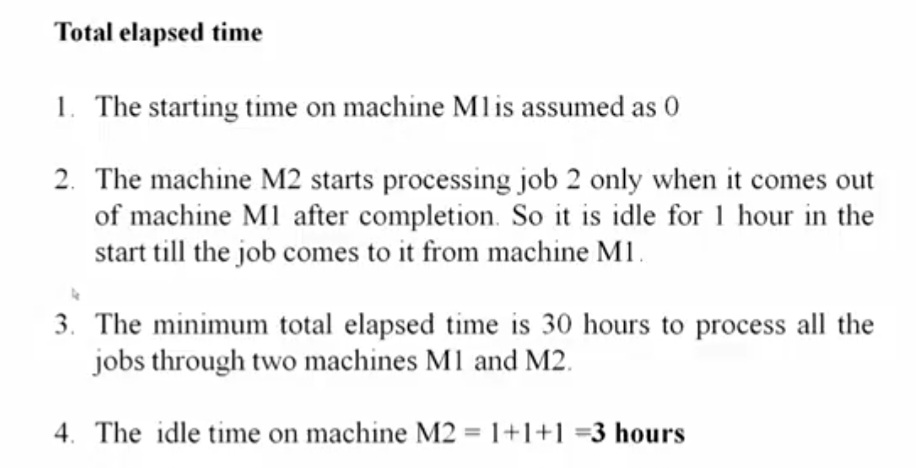 Total elapsed time
1. The starting time on machine M1 is assumed as 0
2. The machine M2 starts processing job 2 only when it comes out
of machine M1 after completion. So it is idle for 1 hour in the
start till the job comes to it from machine M1.
3. The minimum total elapsed time is 30 hours to process all the
jobs through two machines M1 and M2.
4. The idle time on machine M2 = 1+1+1 =3 hours